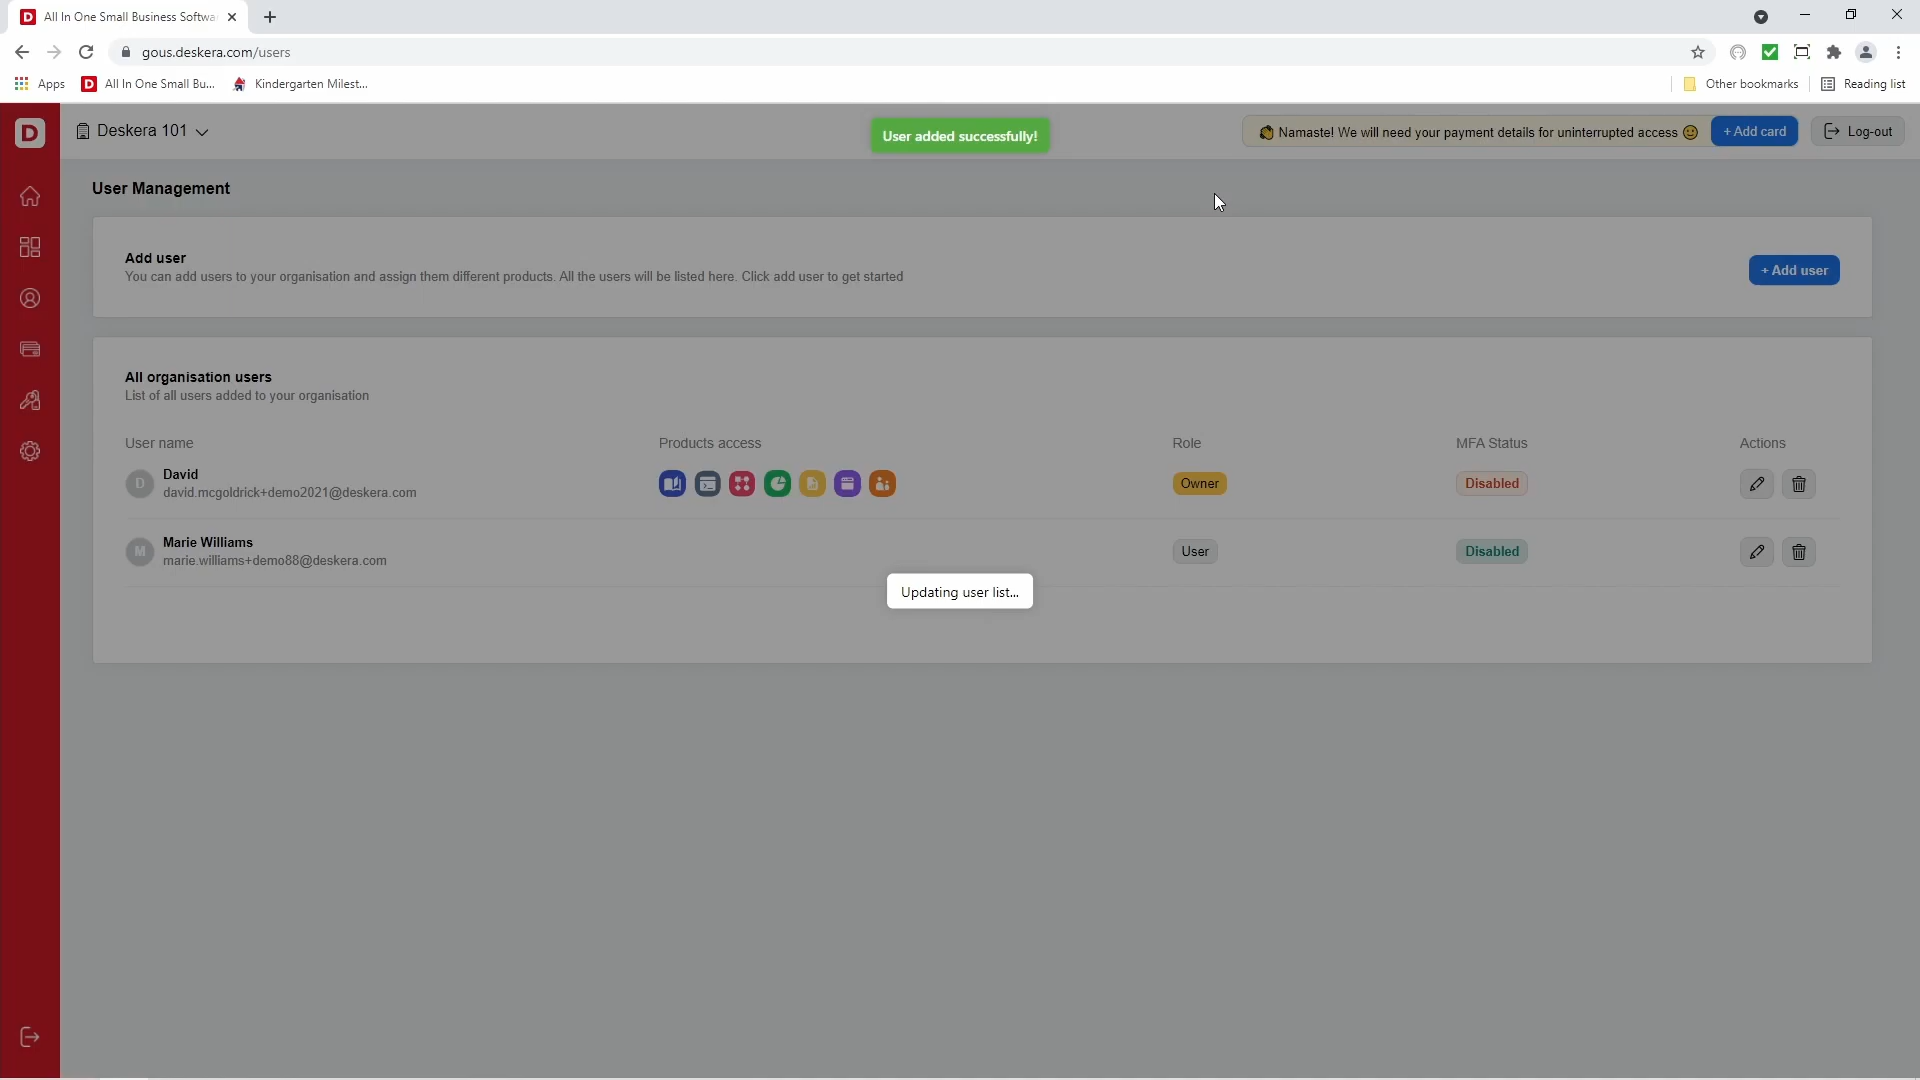 D All In One Small Business Softwa
gous.deskera.com/users
Apps D All In One Small Bu... Kindergarten Milest... Other bookmarks Reading list
D Deskera 101 User added successfully! Namaste! We will need your payment details for uninterrupted access +Add card Log-out
User Management
Add user
You can add users to your organisation and assign them different products. All the users will be listed here. Click add user to get started
+ Add user
All organisation users
List of all users added to your organisation
User name Products access Role MFA Status Actions
D David Owner Disabled
david.mcgoldrick+demo2021@deskera.com
M Marie Williams User Disabled
marie.williams+demo88@deskera.com
Updating user list...